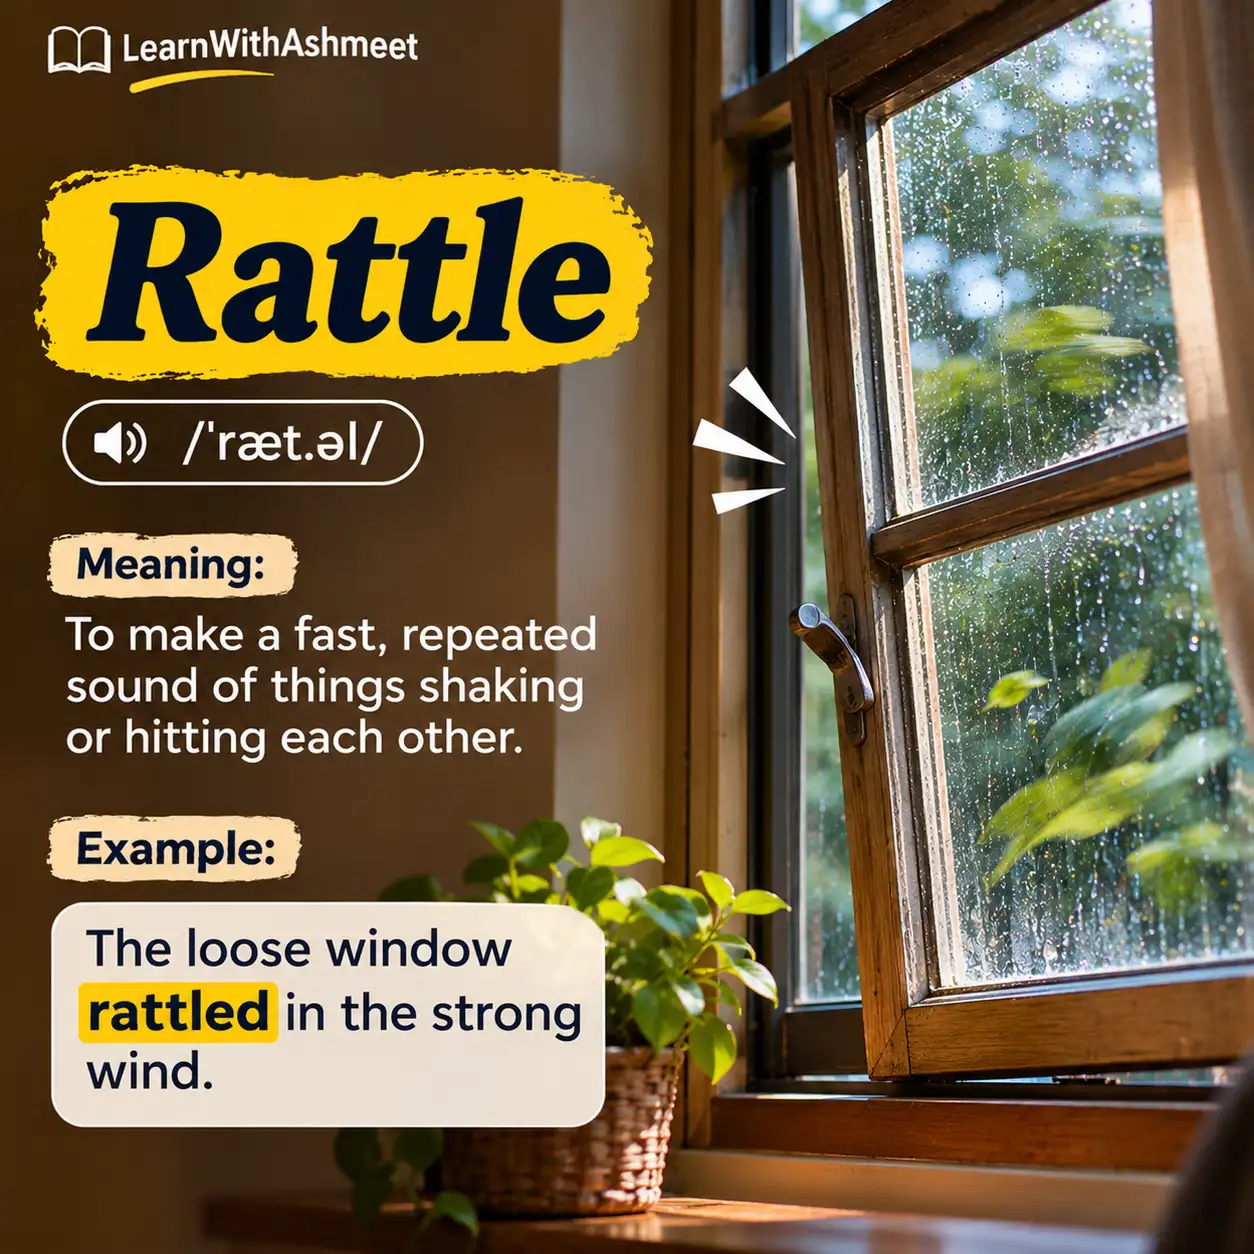 LearnWithAshmeet
Rattle
/ˈræt.əl/
Meaning:
To make a fast, repeated
sound of things shaking
or hitting each other.
Example:
The loose window
rattled in the strong
wind.